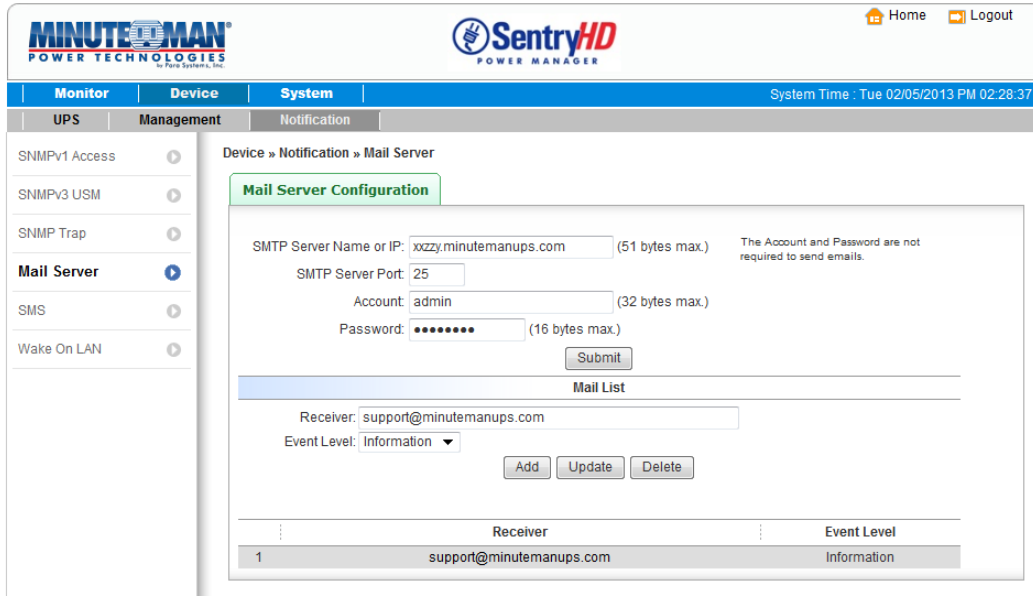 Home Logout
MINUTEMAN®
POWER TECHNOLOGIES
by Para Systems, Inc.
SentryHD
POWER MANAGER
Monitor Device System System Time : Tue 02/05/2013 PM 02:28:37
UPS Management Notification
SNMPv1 Access
SNMPv3 USM
SNMP Trap
Mail Server
SMS
Wake On LAN
Device » Notification » Mail Server
Mail Server Configuration
SMTP Server Name or IP: xxzzy.minutemanups.com (51 bytes max.)
The Account and Password are not
required to send emails.
SMTP Server Port: 25
Account: admin (32 bytes max.)
Password: ●●●●●●●● (16 bytes max.)
Submit
Mail List
Receiver: support@minutemanups.com
Event Level: Information
Add Update Delete
Receiver Event Level
1 support@minutemanups.com Information